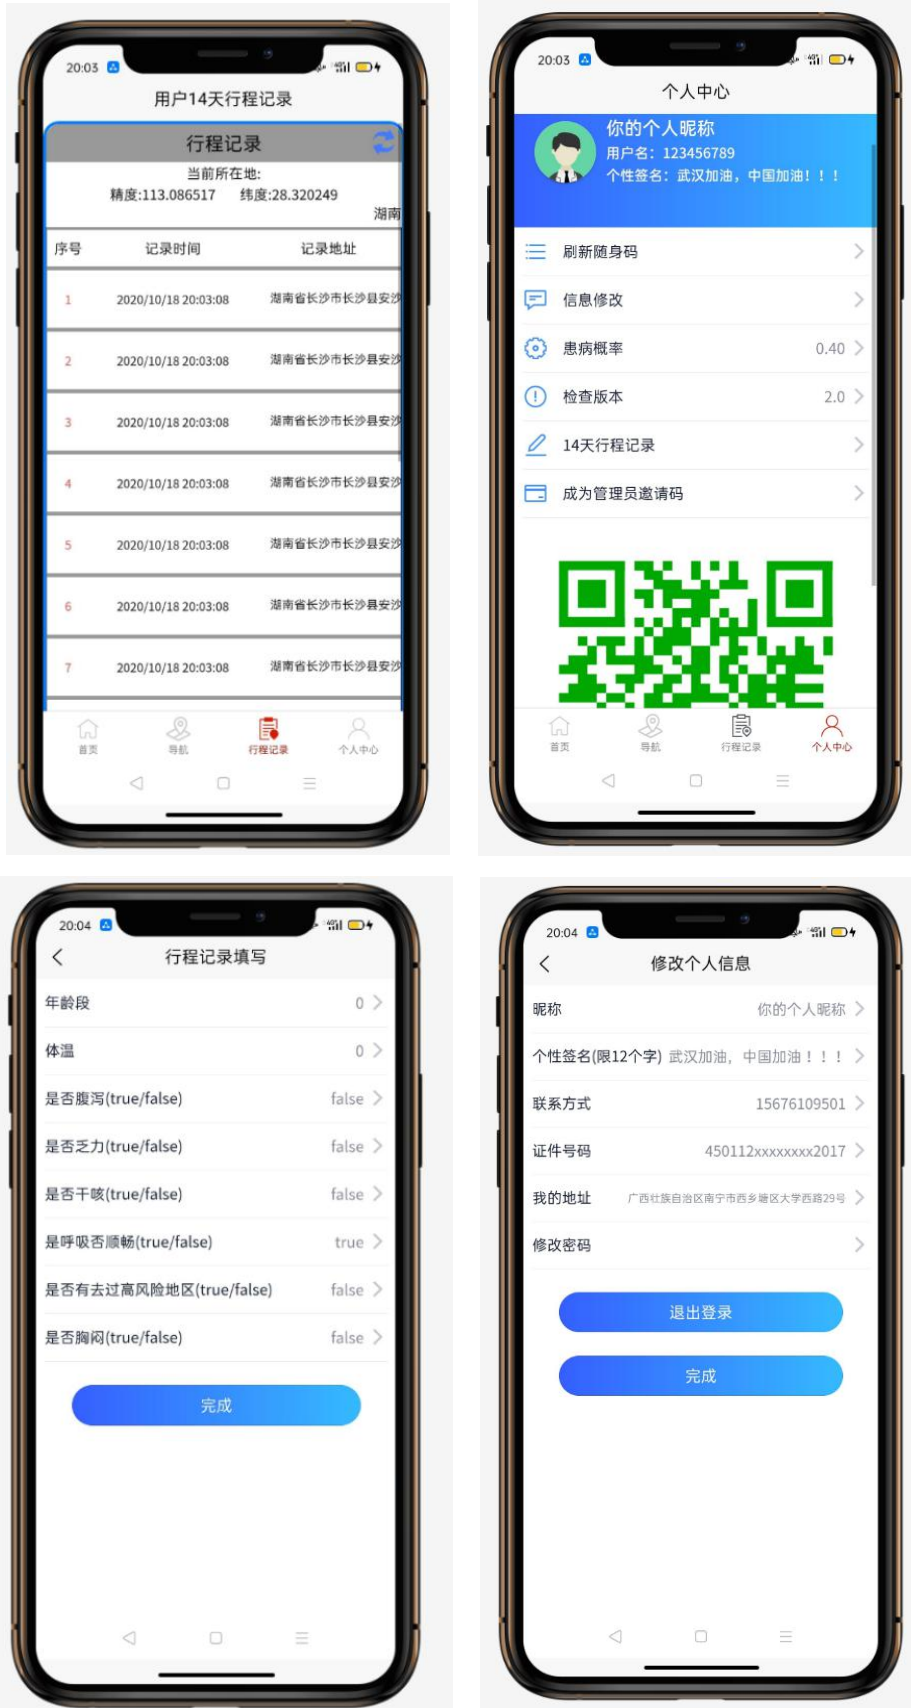 20:03
用户14天行程记录
行程记录
当前所在地:
精度:113.086517 纬度:28.320249
湖南
序号 记录时间 记录地址
1 2020/10/18 20:03:08 湖南省长沙市长沙县安沙
2 2020/10/18 20:03:08 湖南省长沙市长沙县安沙
3 2020/10/18 20:03:08 湖南省长沙市长沙县安沙
4 2020/10/18 20:03:08 湖南省长沙市长沙县安沙
5 2020/10/18 20:03:08 湖南省长沙市长沙县安沙
6 2020/10/18 20:03:08 湖南省长沙市长沙县安沙
7 2020/10/18 20:03:08 湖南省长沙市长沙县安沙
首页 导航 行程记录 个人中心
20:03
个人中心
你的个人昵称
用户名：123456789
个性签名：武汉加油，中国加油！！！
刷新随身码
信息修改
患病概率 0.40
检查版本 2.0
14天行程记录
成为管理员邀请码
首页 导航 行程记录 个人中心
20:04
行程记录填写
年龄段 0
体温 0
是否腹泻(true/false) false
是否乏力(true/false) false
是否干咳(true/false) false
是呼吸否顺畅(true/false) true
是否有去过高风险地区(true/false) false
是否胸闷(true/false) false
完成
20:04
修改个人信息
昵称 你的个人昵称
个性签名(限12个字) 武汉加油，中国加油！！！
联系方式 15676109501
证件号码 450112xxxxxxxx2017
我的地址 广西壮族自治区南宁市西乡塘区大学西路29号
修改密码
退出登录
完成